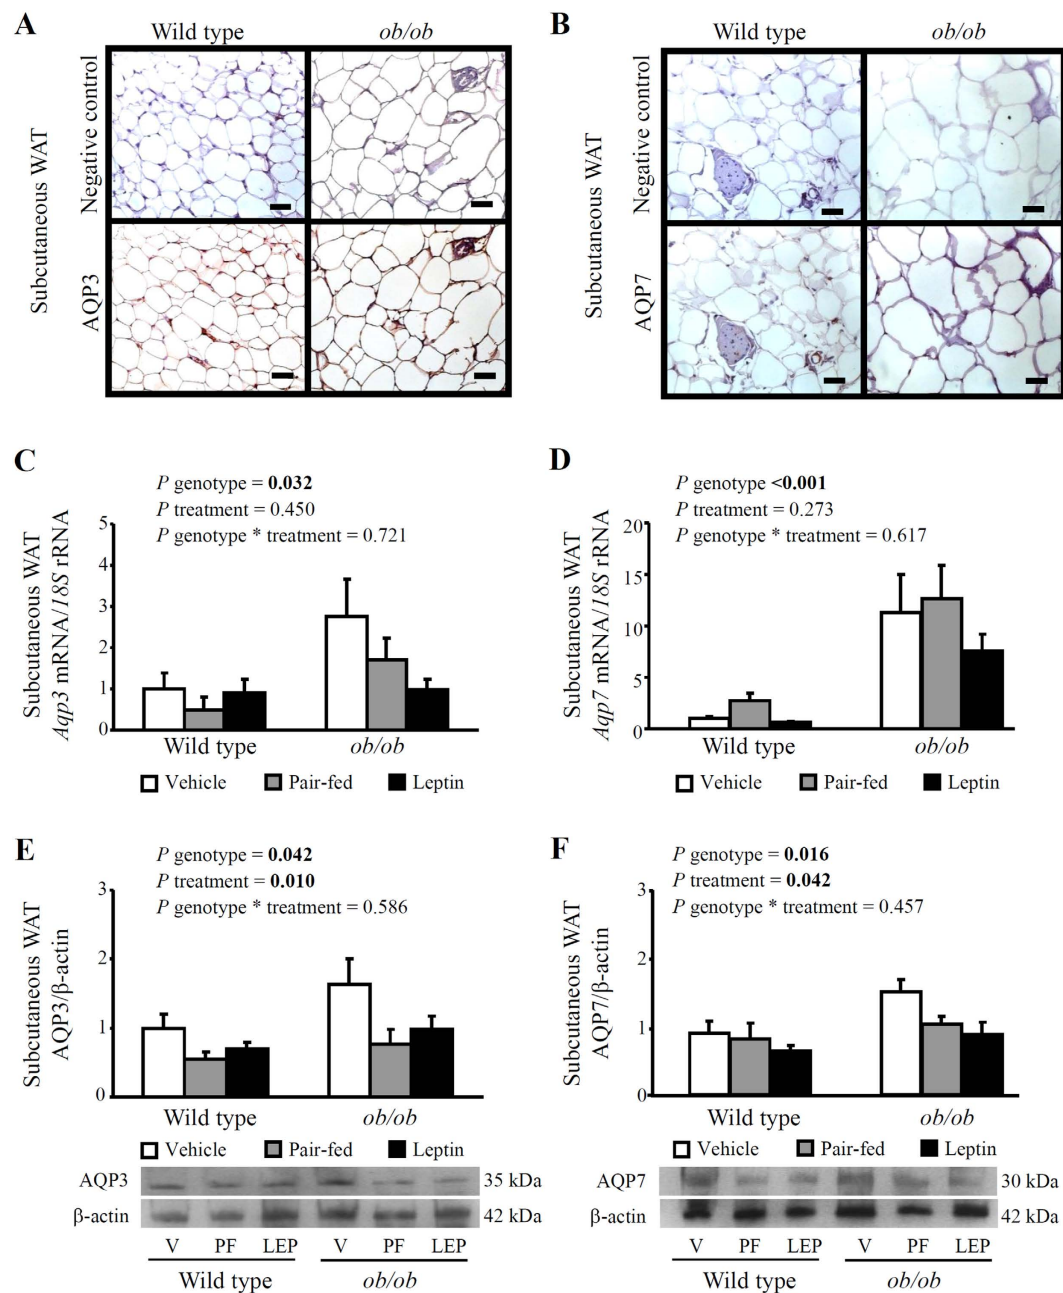 A
Wild type
ob/ob
Subcutaneous WAT
Negative control
AQP3
B
Wild type
ob/ob
Subcutaneous WAT
Negative control
AQP7
C
P genotype = 0.032
P treatment = 0.450
P genotype * treatment = 0.721
Subcutaneous WAT
Aqp3 mRNA/18S rRNA
5
4
3
2
1
0
Wild type
ob/ob
Vehicle
Pair-fed
Leptin
D
P genotype <0.001
P treatment = 0.273
P genotype * treatment = 0.617
Subcutaneous WAT
Aqp7 mRNA/18S rRNA
20
15
10
5
0
Wild type
ob/ob
Vehicle
Pair-fed
Leptin
E
P genotype = 0.042
P treatment = 0.010
P genotype * treatment = 0.586
Subcutaneous WAT
AQP3/β-actin
3
2
1
0
Wild type
ob/ob
Vehicle
Pair-fed
Leptin
AQP3
35 kDa
β-actin
42 kDa
V PF LEP V PF LEP
Wild type
ob/ob
F
P genotype = 0.016
P treatment = 0.042
P genotype * treatment = 0.457
Subcutaneous WAT
AQP7/β-actin
3
2
1
0
Wild type
ob/ob
Vehicle
Pair-fed
Leptin
AQP7
30 kDa
β-actin
42 kDa
V PF LEP V PF LEP
Wild type
ob/ob